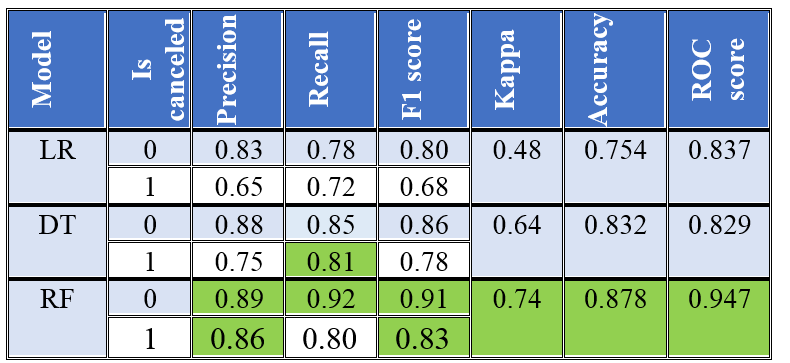 Model Is canceled Precision Recall F1 score Kappa Accuracy ROC score
LR 0 0.83 0.78 0.80 0.48 0.754 0.837
1 0.65 0.72 0.68
DT 0 0.88 0.85 0.86 0.64 0.832 0.829
1 0.75 0.81 0.78
RF 0 0.89 0.92 0.91 0.74 0.878 0.947
1 0.86 0.80 0.83